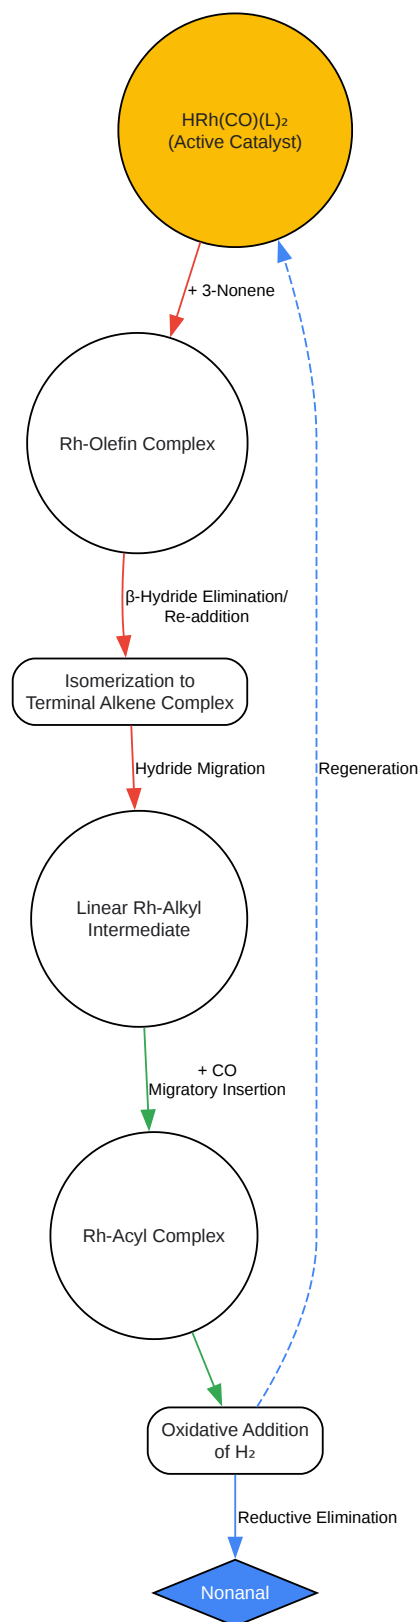 HRh(CO)(L)₂
(Active Catalyst)
+ 3-Nonene
Rh-Olefin Complex
β-Hydride Elimination/
Re-addition
Isomerization to
Terminal Alkene Complex
Hydride Migration
Regeneration
Linear Rh-Alkyl
Intermediate
+ CO
Migratory Insertion
Rh-Acyl Complex
Oxidative Addition
of H₂
Reductive Elimination
Nonanal